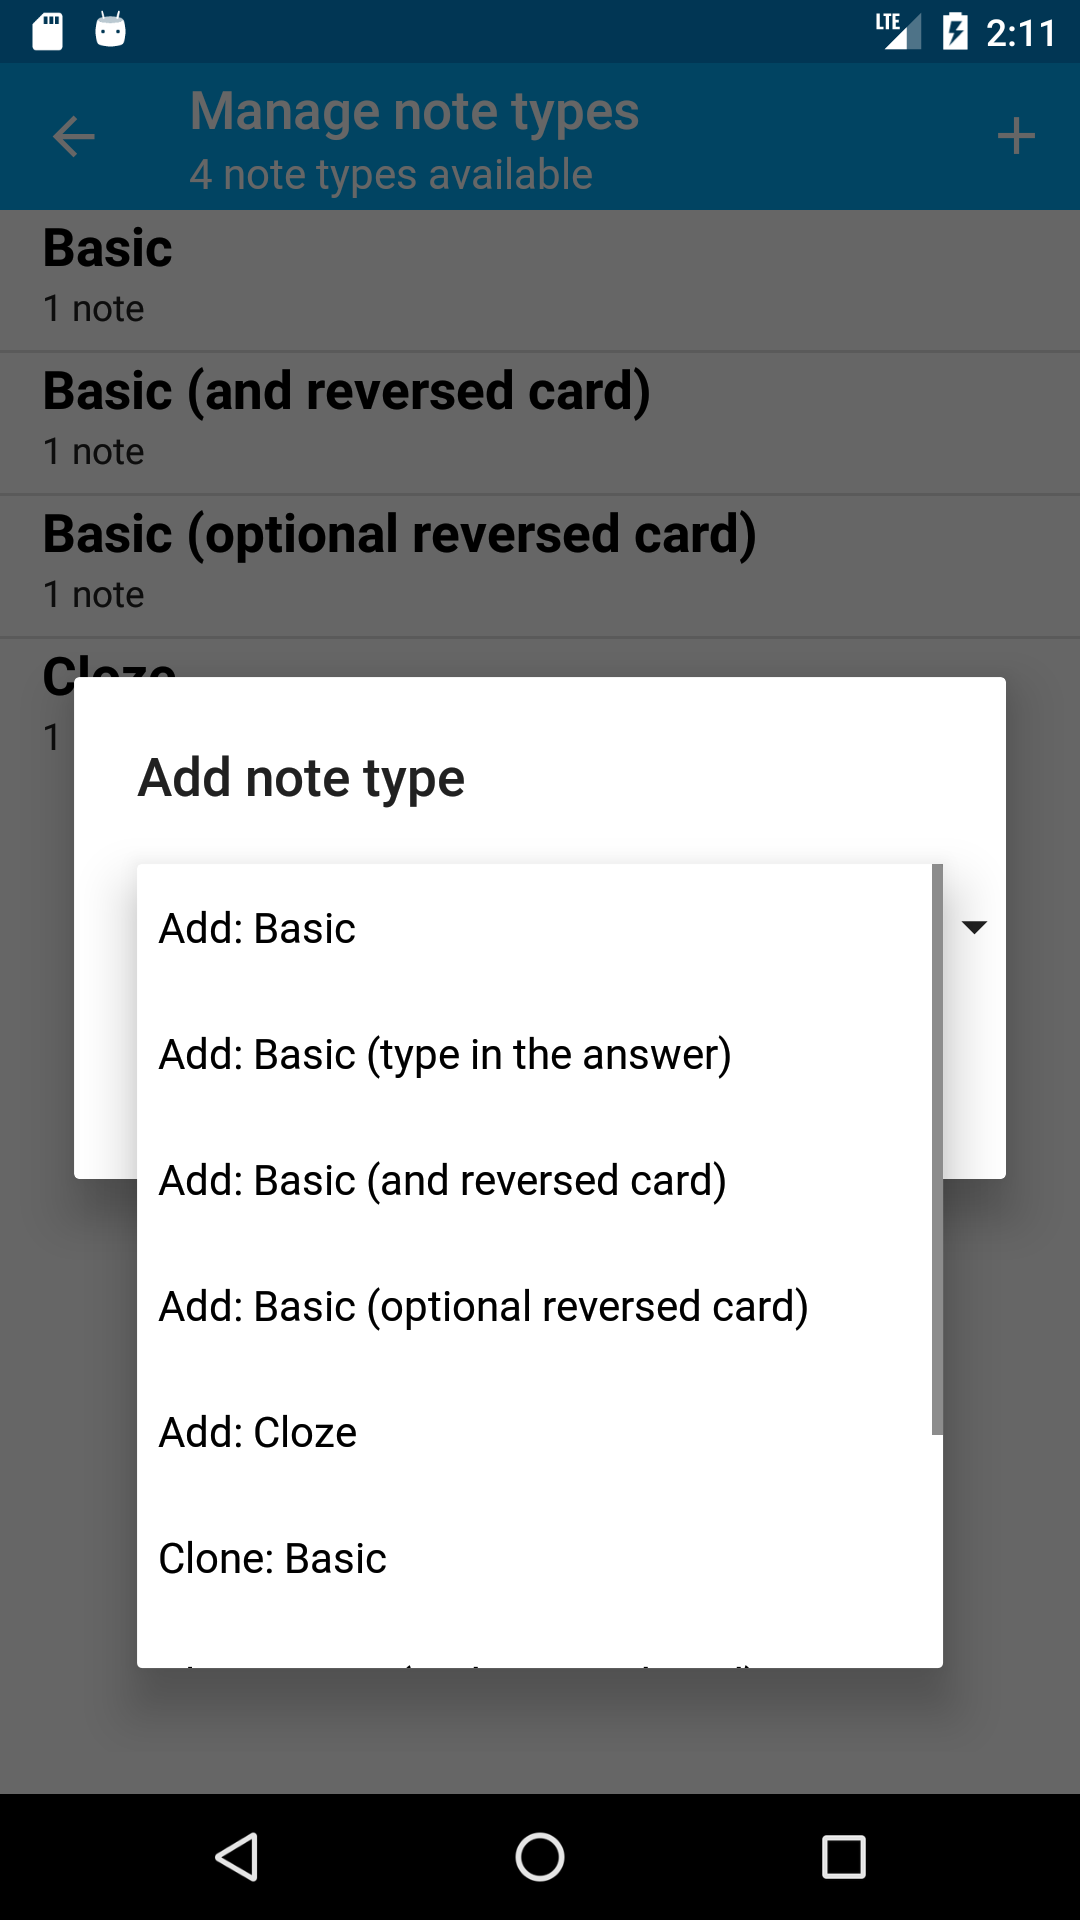 LTE 2:11
Manage note types
4 note types available
Basic
1 note
Basic (and reversed card)
1 note
Basic (optional reversed card)
1 note
Cloze
1
Add note type
Add: Basic
Add: Basic (type in the answer)
Add: Basic (and reversed card)
Add: Basic (optional reversed card)
Add: Cloze
Clone: Basic